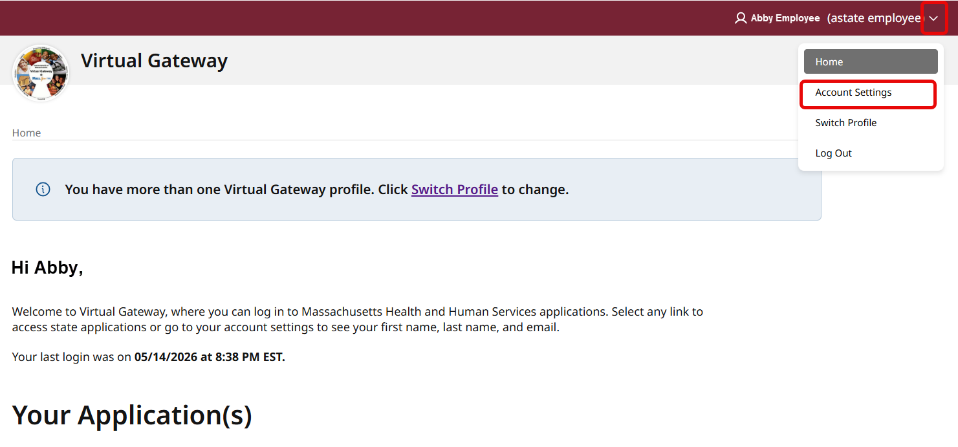 Abby Employee (astate employee)
Virtual Gateway
Home
Account Settings
Switch Profile
Log Out
Home
You have more than one Virtual Gateway profile. Click Switch Profile to change.
Hi Abby,
Welcome to Virtual Gateway, where you can log in to Massachusetts Health and Human Services applications. Select any link to
access state applications or go to your account settings to see your first name, last name, and email.
Your last login was on 05/14/2026 at 8:38 PM EST.
Your Application(s)